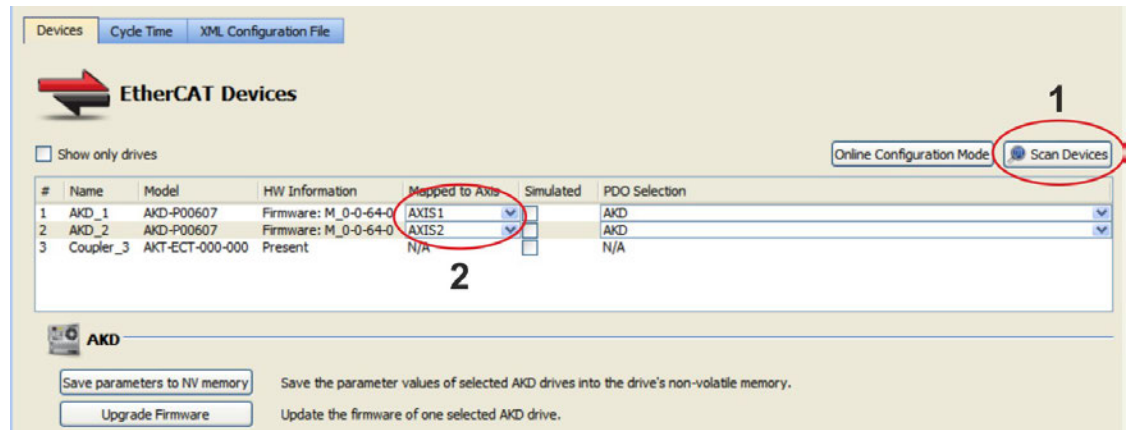 Devices Cycle Time XML Configuration File
EtherCAT Devices
1
Show only drives Online Configuration Mode Scan Devices
# Name Model HW Information Mapped to Axis Simulated PDO Selection
1 AKD_1 AKD-P00607 Firmware: M_0-0-64-0 AXIS1 AKD
2 AKD_2 AKD-P00607 Firmware: M_0-0-64-0 AXIS2 AKD
3 Coupler_3 AKT-ECT-000-000 Present N/A N/A
2
AKD
Save parameters to NV memory Save the parameter values of selected AKD drives into the drive's non-volatile memory.
Upgrade Firmware Update the firmware of one selected AKD drive.